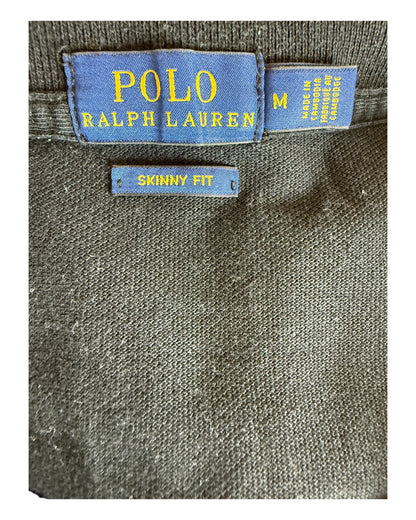 POLO
RALPH LAUREN
M
MADE IN
CAMBODIA
FABRIQUÉ AU
CAMBODGE
SKINNY FIT